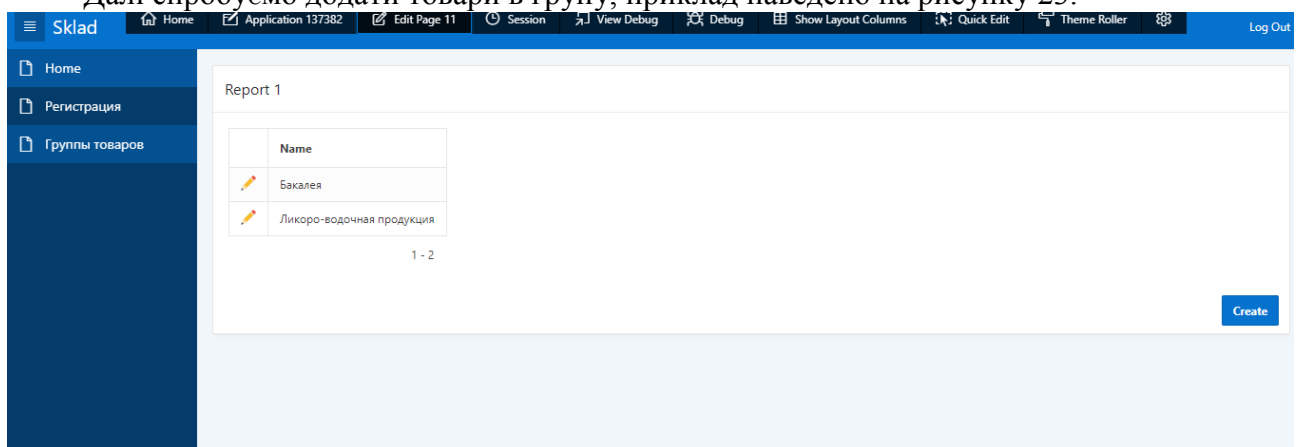 Далі спробуємо додати товари в групу, приклад наведено на рисунку 23.
Sklad Home Application 137382 Edit Page 11 Session View Debug Debug Show Layout Columns Quick Edit Theme Roller Log Out
Home
Регистрация
Группы товаров
Report 1
Name
Бакалея
Ликоро-водочная продукция
1 - 2
Create